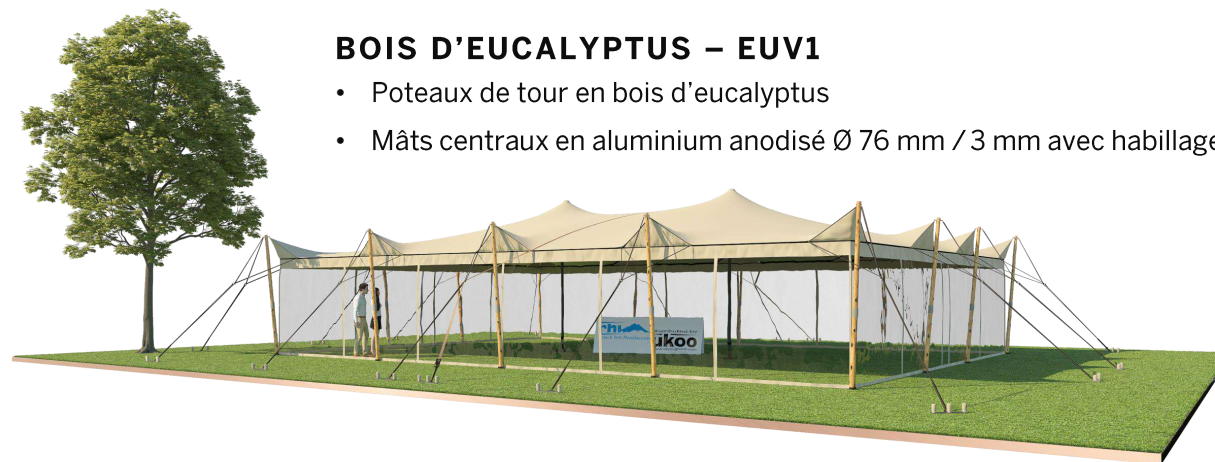 BOIS D’EUCALYPTUS – EUV1
• Poteaux de tour en bois d’eucalyptus
• Mâts centraux en aluminium anodisé Ø 76 mm / 3 mm avec habillage
ukoo